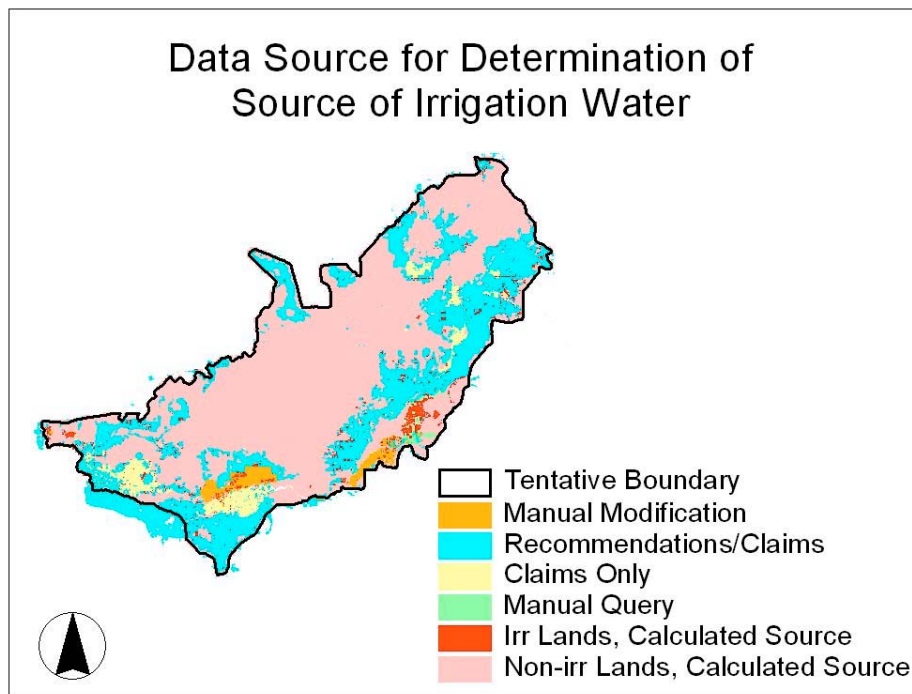 Data Source for Determination of
Source of Irrigation Water
Tentative Boundary
Manual Modification
Recommendations/Claims
Claims Only
Manual Query
Irr Lands, Calculated Source
Non-irr Lands, Calculated Source